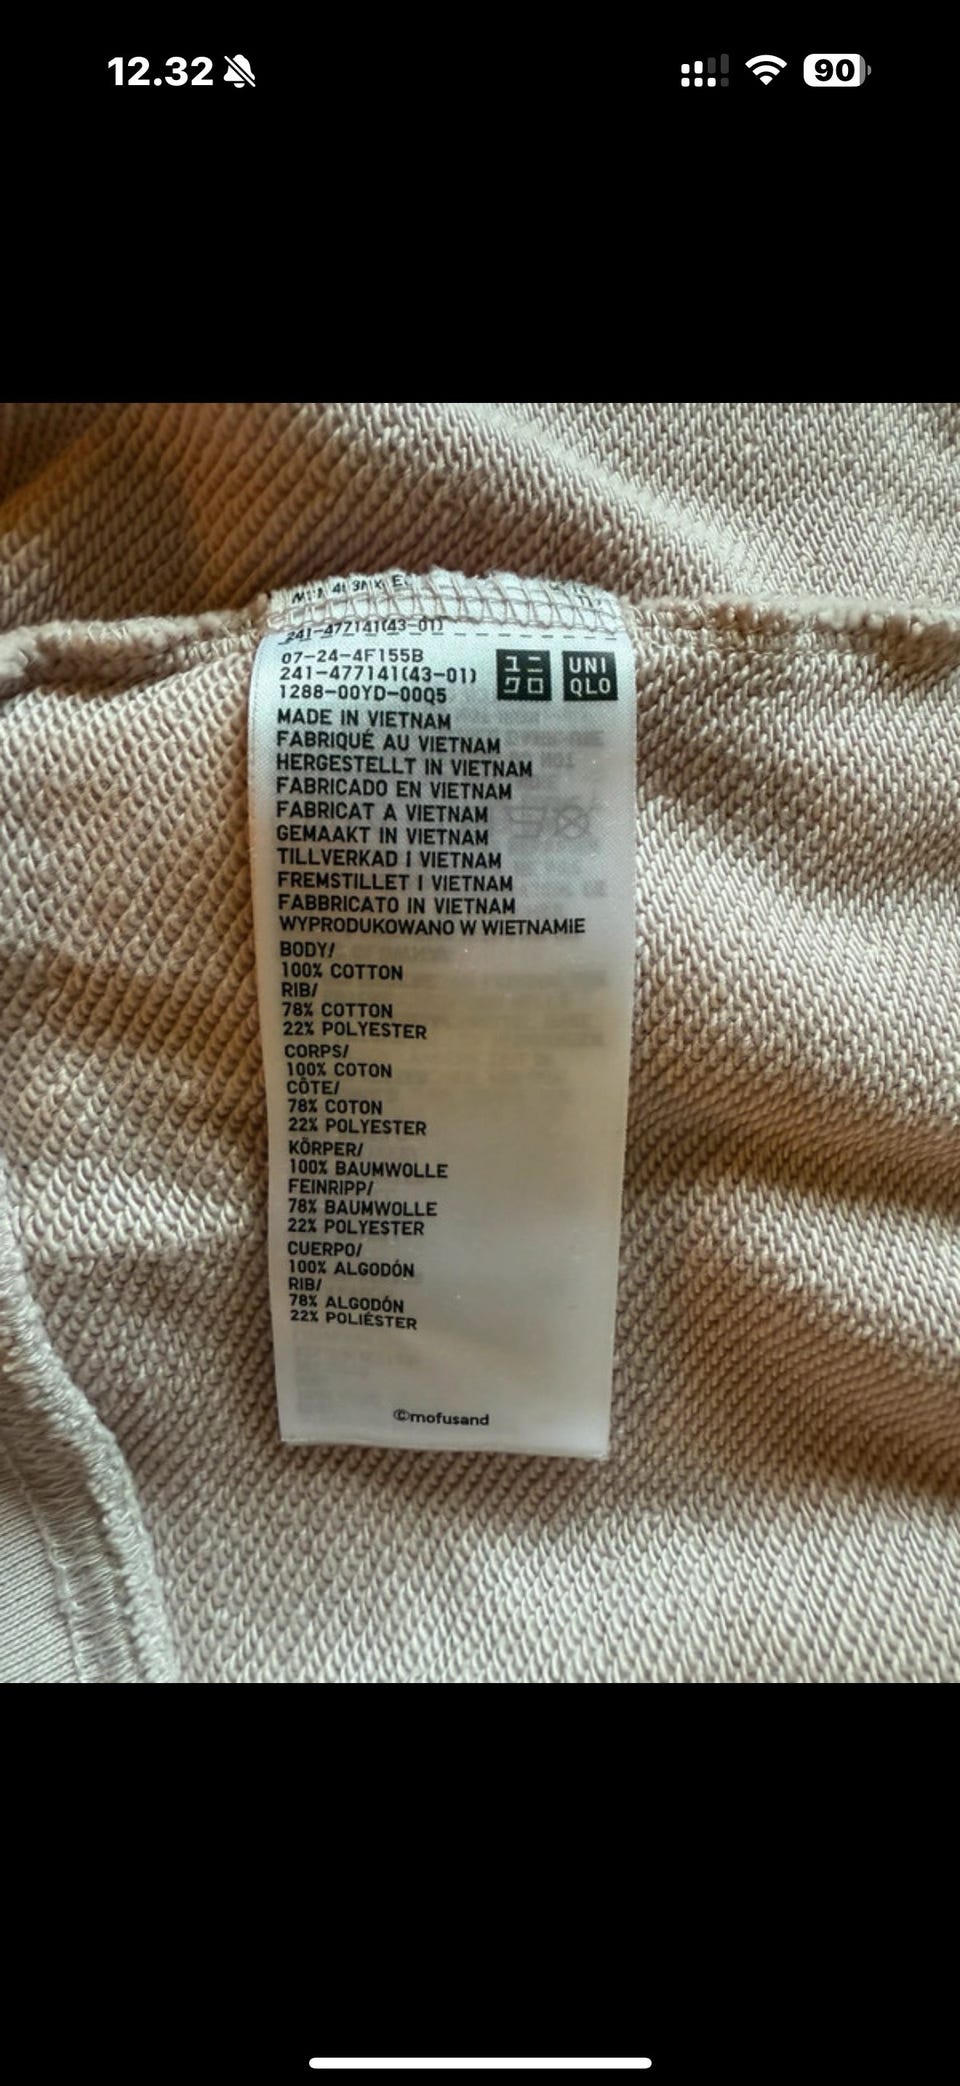 12.32
90
241-477141(43-01)
07-24-4F155B
241-477141(43-01)
1288-00YD-00Q5
ユニ
クロ
UNI
QLO
MADE IN VIETNAM
FABRIQUÉ AU VIETNAM
HERGESTELLT IN VIETNAM
FABRICADO EN VIETNAM
FABRICAT A VIETNAM
GEMAAKT IN VIETNAM
TILLVERKAD I VIETNAM
FREMSTILLET I VIETNAM
FABBRICATO IN VIETNAM
WYPRODUKOWANO W WIETNAMIE
BODY/
100% COTTON
RIB/
78% COTTON
22% POLYESTER
CORPS/
100% COTON
CÔTE/
78% COTON
22% POLYESTER
KÖRPER/
100% BAUMWOLLE
FEINRIPP/
78% BAUMWOLLE
22% POLYESTER
CUERPO/
100% ALGODÓN
RIB/
78% ALGODÓN
22% POLIÉSTER
©mofusand